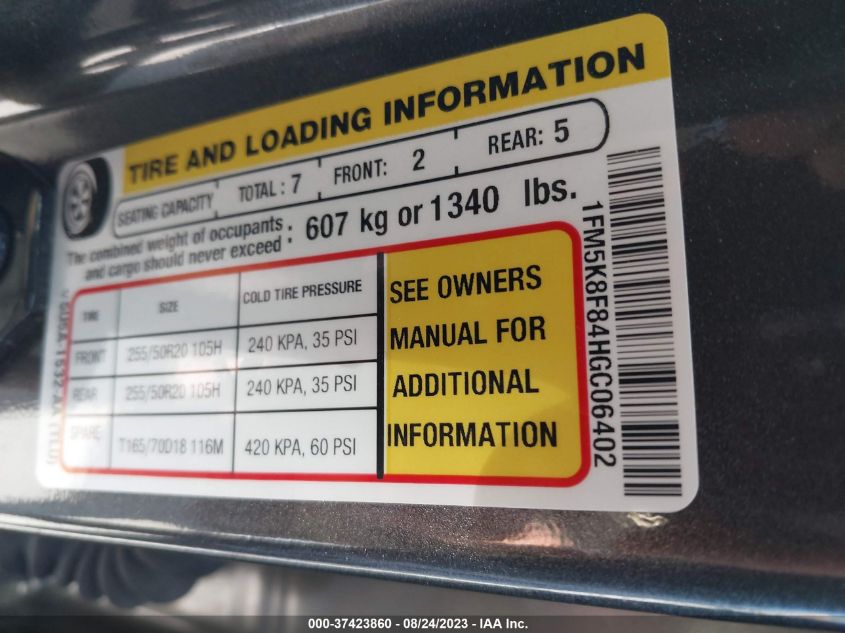 TIRE AND LOADING INFORMATION
SEATING CAPACITY TOTAL: 7 FRONT: 2 REAR: 5
The combined weight of occupants
and cargo should never exceed : 607 kg or 1340 lbs.
TIRE SIZE COLD TIRE PRESSURE
FRONT 255/50R20 105H 240 KPA, 35 PSI
REAR 255/50R20 105H 240 KPA, 35 PSI
SPARE T165/70D18 116M 420 KPA, 60 PSI
SEE OWNERS
MANUAL FOR
ADDITIONAL
INFORMATION
1FM5K8F84HGC06402
000-37423860 - 08/24/2023 - IAA Inc.